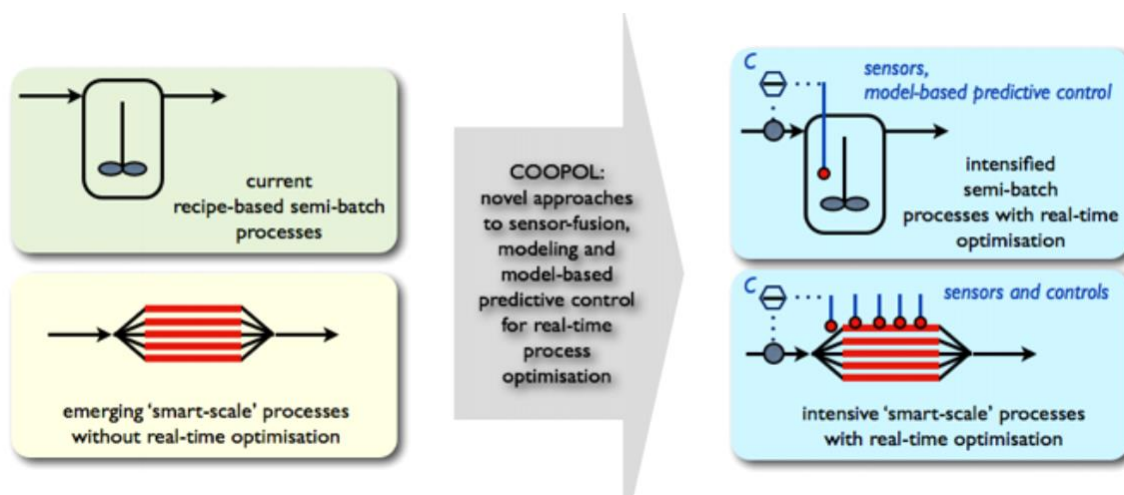 current
recipe-based semi-batch
processes
emerging 'smart-scale' processes
without real-time optimisation
COOPOL:
novel approaches
to sensor-fusion,
modeling and
model-based
predictive control
for real-time
process
optimisation
C
sensors,
model-based predictive control
intensified
semi-batch
processes with real-time
optimisation
C
sensors and controls
intensive 'smart-scale' processes
with real-time optimisation